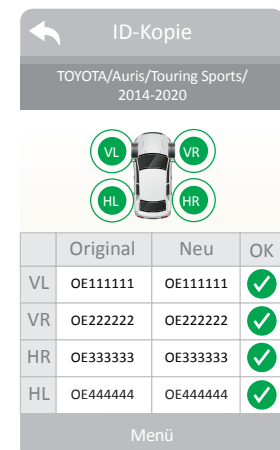 ID-Kopie
TOYOTA/Auris/Touring Sports/
2014-2020
VL VR
HL HR
Original Neu OK
VL OE111111 OE111111
VR OE222222 OE222222
HR OE333333 OE333333
HL OE444444 OE444444
Menü